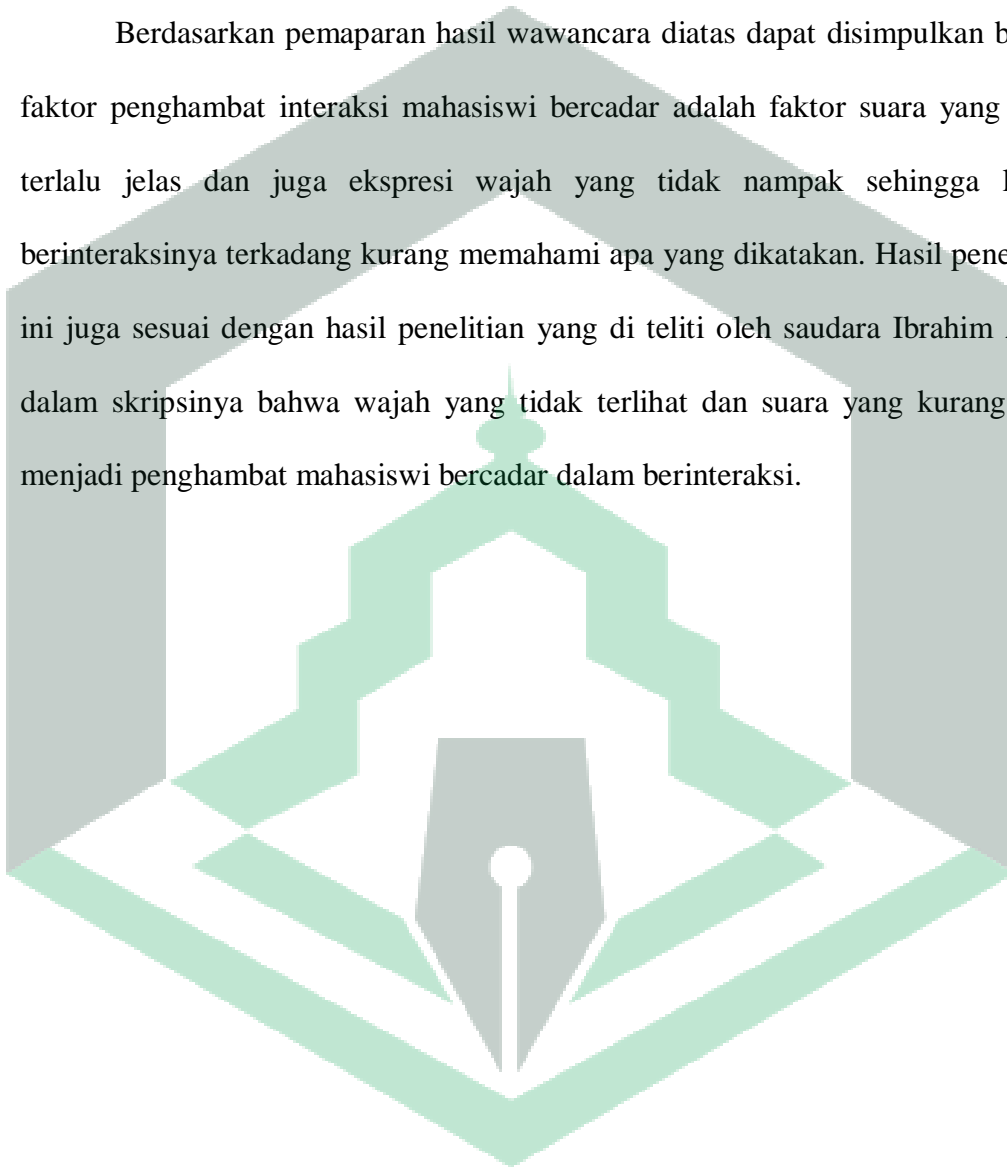 Berdasarkan pemaparan hasil wawancara diatas dapat disimpulkan
faktor penghambat interaksi mahasiswi bercadar adalah faktor suara yang
terlalu jelas dan juga ekspresi wajah yang tidak nampak sehingga
berinteraksinya terkadang kurang memahami apa yang dikatakan. Hasil
ini juga sesuai dengan hasil penelitian yang di teliti oleh saudara Ibrahim
dalam skripsinya bahwa wajah yang tidak terlihat dan suara yang kurang
menjadi penghambat mahasiswi bercadar dalam berinteraksi.